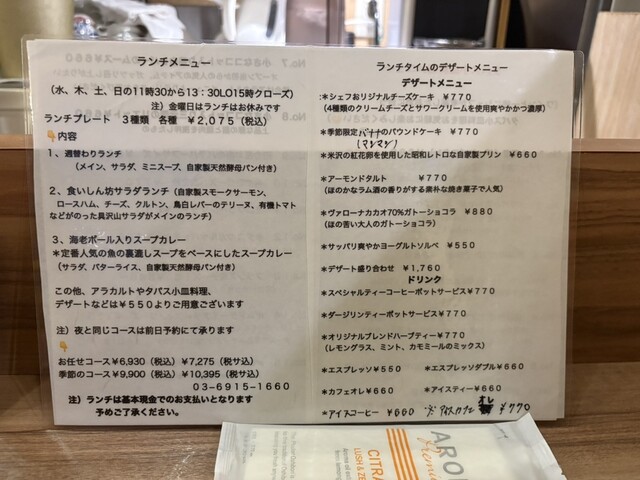 ランチメニュー
(水、木、土、日の11時30から13:30LO15時クローズ)
注）金曜日はランチはお休みです
ランチプレート 3種類 各種 ￥2,075（税込）
内容
1、週替わりランチ
（メイン、サラダ、ミニスープ、自家製天然酵母パン付き）
2、食いしん坊サラダランチ（自家製スモークサーモン、
ロースハム、チーズ、クルトン、鳥白レバーのテリーヌ、有機トマト
などがのった具沢山サラダがメインのランチ）
3、海老ボール入りスープカレー
＊定番人気の魚の裏漉しスープをベースにしたスープカレー
（サラダ、バターライス、自家製天然酵母パン付き）
この他、アラカルトやタパス小皿料理、
デザートなどは￥550よりご用意ございます
注）夜と同じコースは前日予約にて承ります
お任せコース￥6,930（税込）￥7,275（税サ込）
季節のコース￥9,900（税込）￥10,395（税サ込）
03-6915-1660
注）ランチは基本現金でのお支払いとなります
予めご了承ください。
ランチタイムのデザートメニュー
デザートメニュー
＊シェフおリジナルチーズケーキ ￥770
（4種類のクリームチーズとサワークリームを使用爽やかかつ濃厚）
＊季節限定バナナのパウンドケーキ ￥770
＊米沢の紅花卵を使用した昭和レトロな自家製プリン ￥660
＊アーモンドタルト ￥770
（ほのかなラム酒の香りがする素朴な焼き菓子で人気）
＊ヴァローナカカオ70%ガトーショコラ ￥880
（ほの苦い大人のガトーショコラ）
＊サッパリ爽やかヨーグルトソルベ ￥550
＊デザート盛り合わせ ￥1,760
ドリンク
＊スペシャルティーコーヒーポットサービス￥770
＊ダージリンティーポットサービス￥770
＊オリジナルブレンドハーブティー￥770
（レモングラス、ミント、カモミールのミックス）
＊エスプレッソ￥550 ＊エスプレッソダブル￥660
＊カフェオレ￥660 ＊アイスティー￥660
＊アイスコーヒー ￥660 アイスカフェオレ ￥770
CITRA
LUSH & ZE